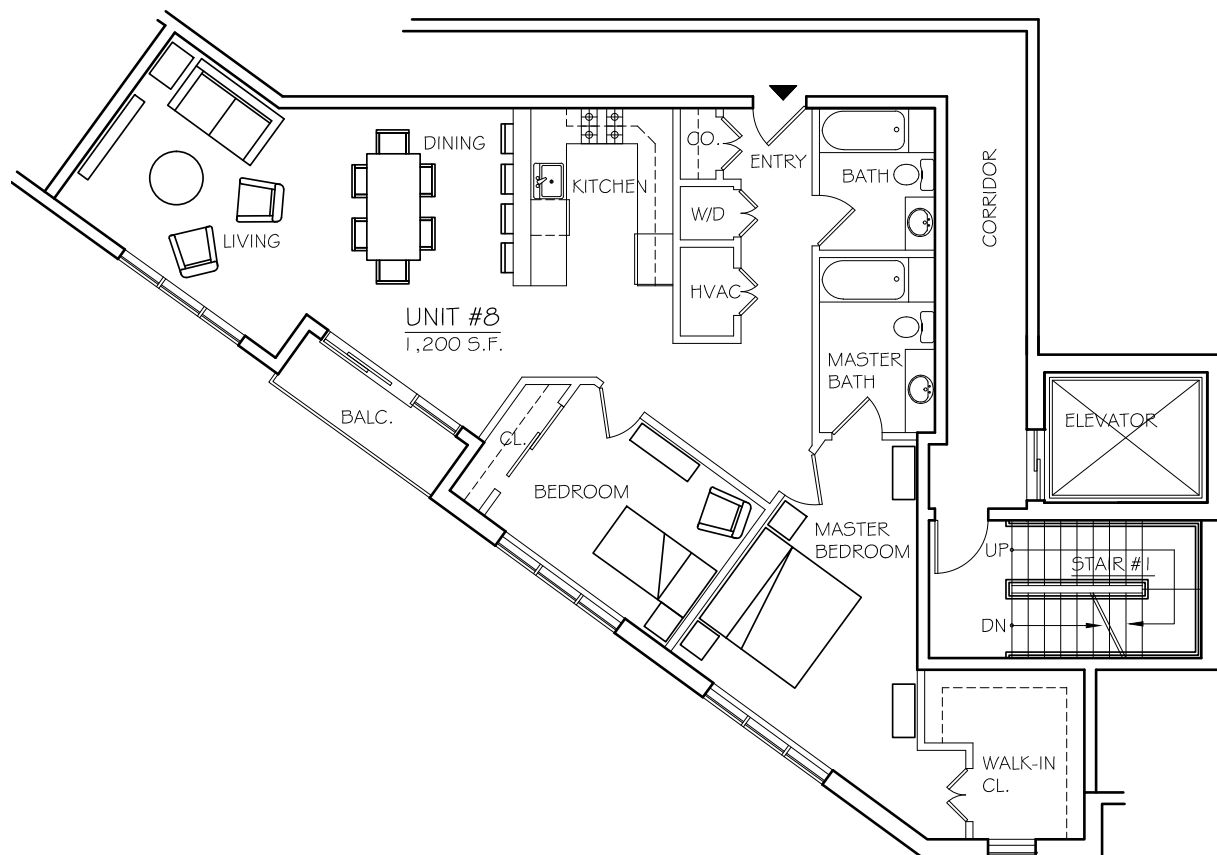 DINING
CO.
ENTRY
BATH
KITCHEN
W/D
CORRIDOR
LIVING
HVAC
UNIT #8
1,200 S.F.
MASTER
BATH
BALC.
CL.
ELEVATOR
BEDROOM
MASTER
BEDROOM
UP
STAIR #1
DN
WALK-IN
CL.